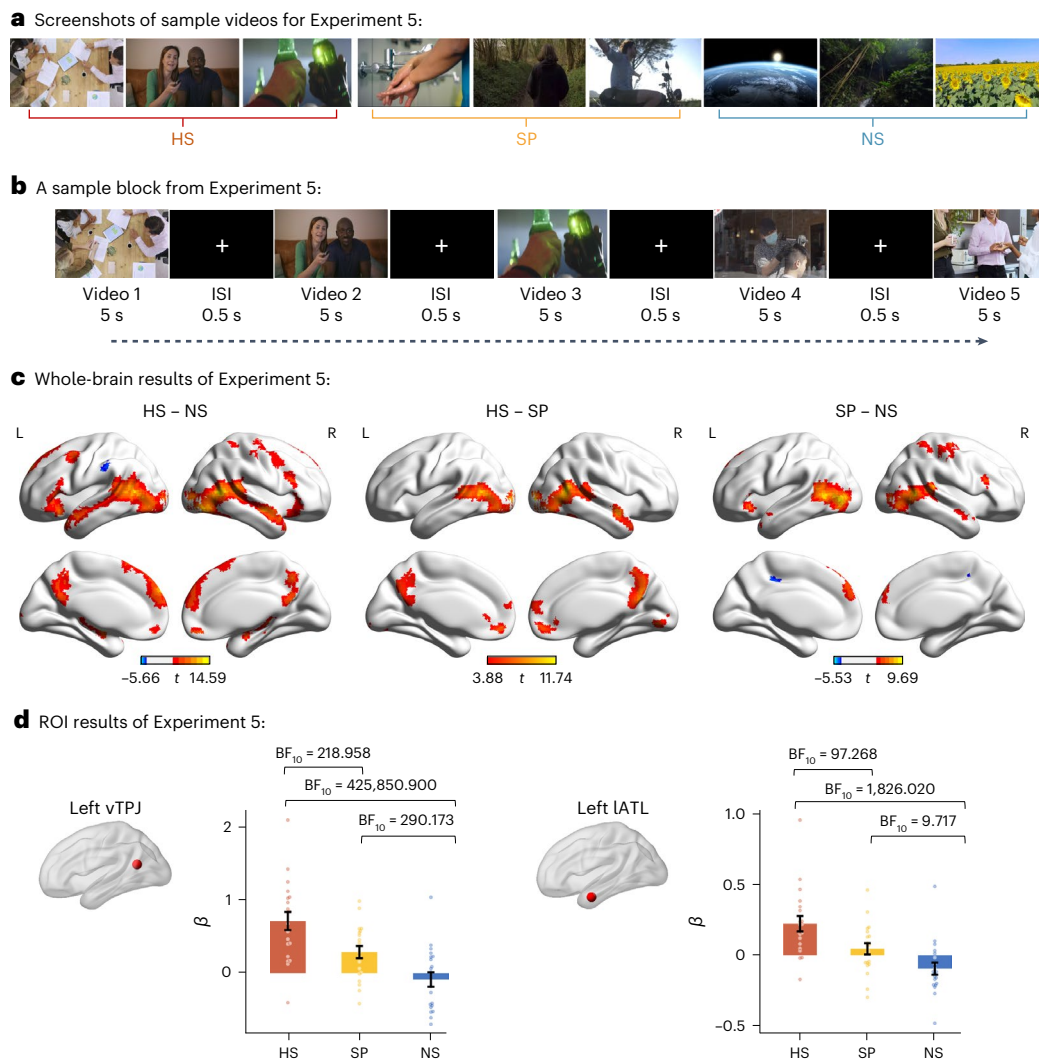 a Screenshots of sample videos for Experiment 5:
HS
SP
NS
b A sample block from Experiment 5:
+
+
+
+
Video 1
ISI
Video 2
ISI
Video 3
ISI
Video 4
ISI
Video 5
5 s
0.5 s
5 s
0.5 s
5 s
0.5 s
5 s
0.5 s
5 s
c Whole-brain results of Experiment 5:
HS – NS
HS – SP
SP – NS
L
R
L
R
L
R
–5.66 t 14.59
3.88 t 11.74
–5.53 t 9.69
d ROI results of Experiment 5:
Left vTPJ
BF10 = 218.958
BF10 = 425,850.900
BF10 = 290.173
β
2
1
0
HS
SP
NS
Left lATL
BF10 = 97.268
BF10 = 1,826.020
BF10 = 9.717
β
1.0
0.5
0
–0.5
HS
SP
NS